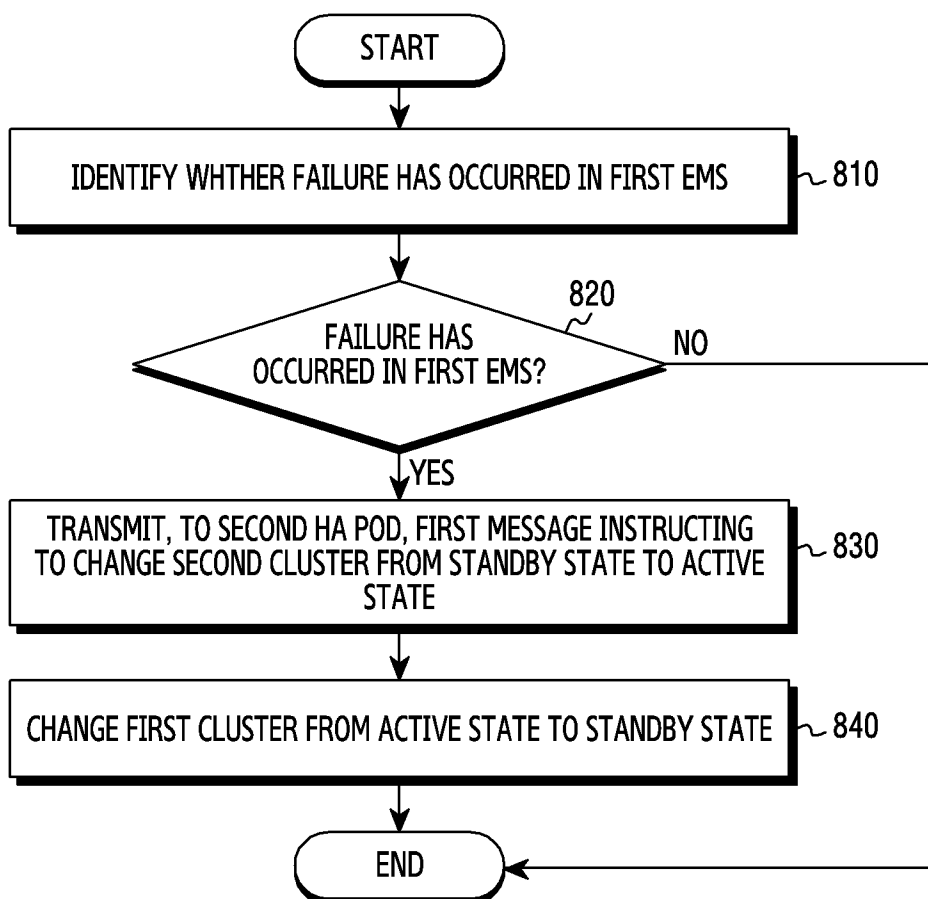 START
IDENTIFY WHTHER FAILURE HAS OCCURRED IN FIRST EMS
810
820
FAILURE HAS
OCCURRED IN FIRST EMS?
NO
YES
TRANSMIT, TO SECOND HA POD, FIRST MESSAGE INSTRUCTING
TO CHANGE SECOND CLUSTER FROM STANDBY STATE TO ACTIVE
STATE
830
CHANGE FIRST CLUSTER FROM ACTIVE STATE TO STANDBY STATE
840
END